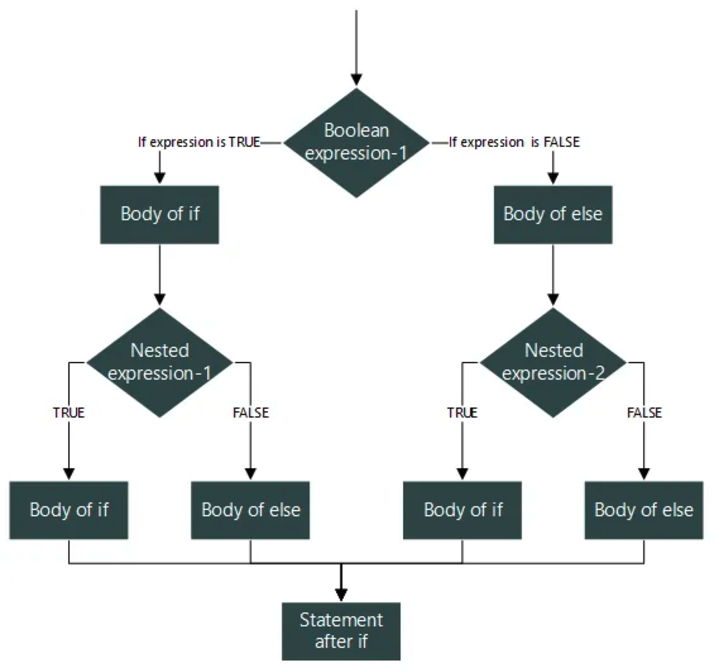 Boolean
expression-1
If expression is TRUE
If expression is FALSE
Body of if
Body of else
Nested
expression-1
Nested
expression-2
TRUE
FALSE
TRUE
FALSE
Body of if
Body of else
Body of if
Body of else
Statement
after if